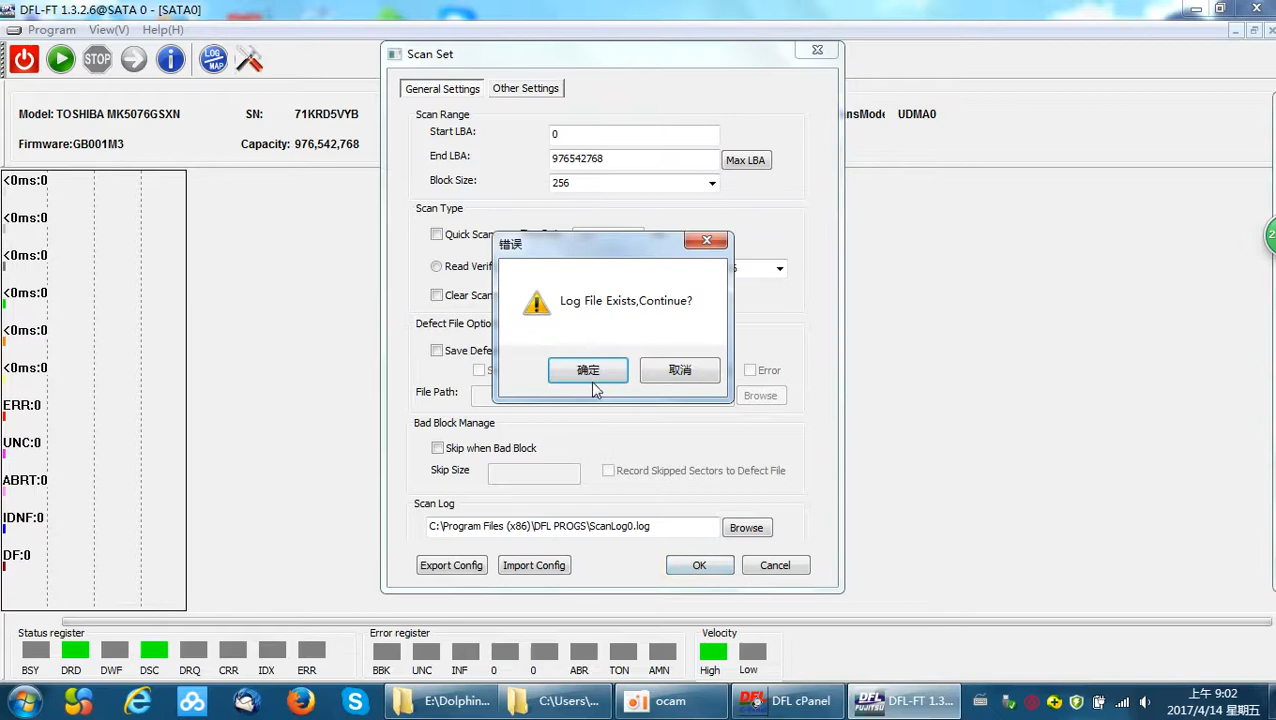 DFL-FT 1.3.2.6@SATA 0 - [SATA0]
Program View(V) Help(H)
STOP
LOG
MAP
Model: TOSHIBA MK5076GSXN SN: 71KRD5VYB
UDMA0
Firmware:GB001M3 Capacity: 976,542,768
<0ms:0
<0ms:0
<0ms:0
<0ms:0
<0ms:0
<0ms:0
ERR:0
UNC:0
ABRT:0
IDNF:0
DF:0
Scan Set
General Settings Other Settings
Scan Range
Start LBA: 0
End LBA: 976542768 Max LBA
Block Size: 256
Scan Type
Quick Scan
Read Verif
Clear Scan
Defect File Optio
Save Defe
Error
File Path: Browse
错误
Log File Exists,Continue?
确定 取消
Bad Block Manage
Skip when Bad Block
Skip Size Record Skipped Sectors to Defect File
Scan Log
C:\Program Files (x86)\DFL PROGS\ScanLog0.log Browse
Export Config Import Config OK Cancel
Status register Error register Velocity
BSY DRD DWF DSC DRQ CRR IDX ERR BBK UNC INF 0 0 ABR TON AMN High Low
E:\Dolphin... C:\Users\... ocam DFL cPanel DFL-FT 1.3...
DFL
DFL
FUJITSU
上午 9:02
2017/4/14 星期五